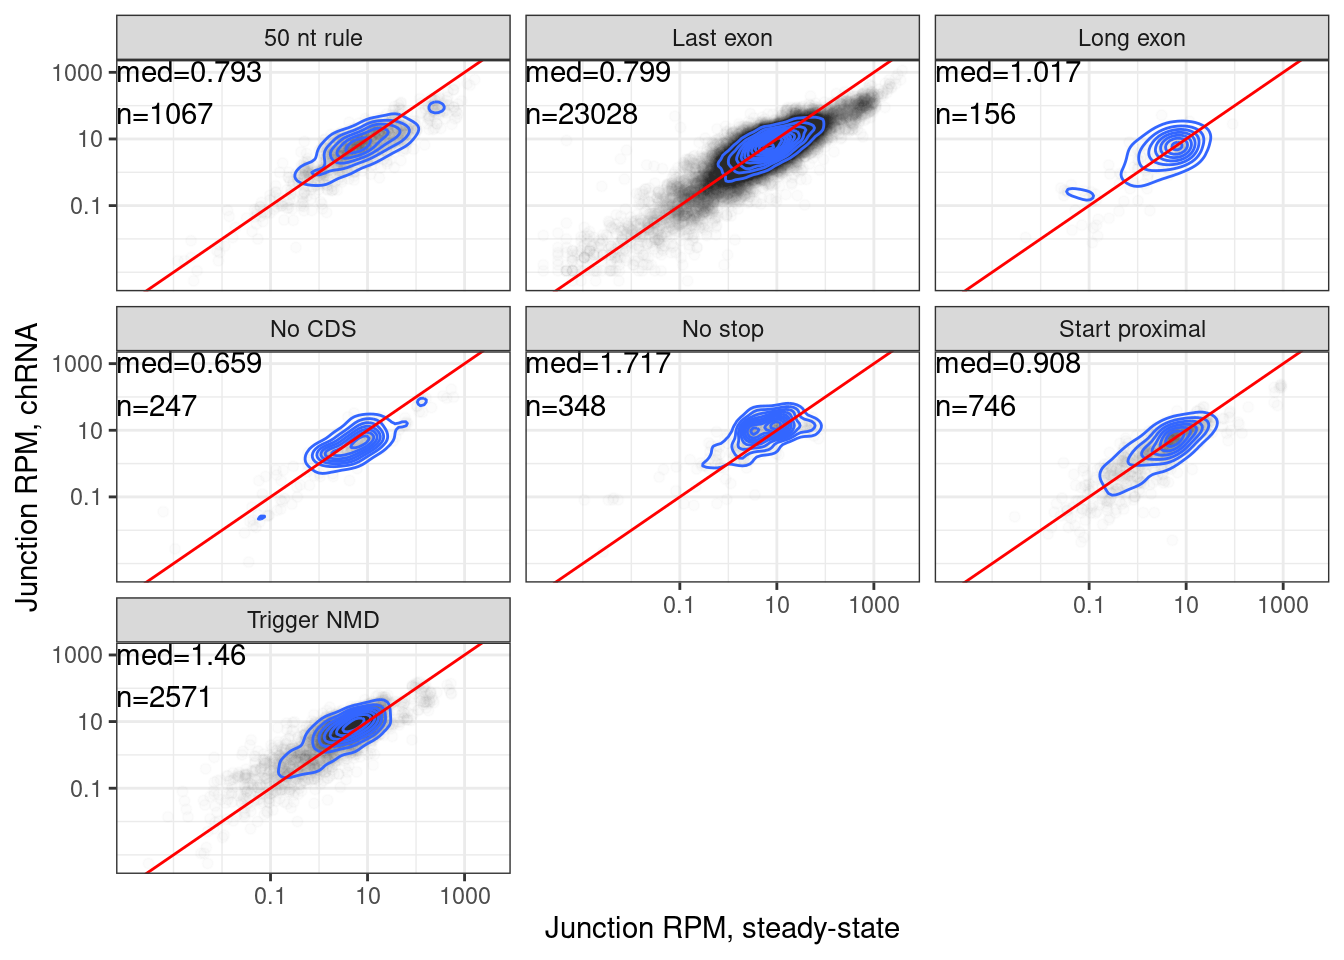 50 nt rule
Last exon
Long exon
1000
10
0.1
med=0.793
n=1067
med=0.799
n=23028
med=1.017
n=156
No CDS
No stop
Start proximal
1000
10
0.1
med=0.659
n=247
med=1.717
n=348
med=0.908
n=746
0.1
10
1000
0.1
10
1000
Trigger NMD
1000
10
0.1
med=1.46
n=2571
0.1
10
1000
Junction RPM, chRNA
Junction RPM, steady-state